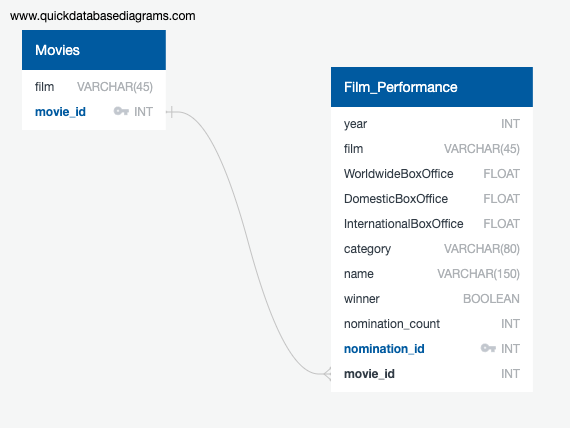 www.quickdatabasediagrams.com
Movies
film VARCHAR(45)
movie_id INT
Film_Performance
year INT
film VARCHAR(45)
WorldwideBoxOffice FLOAT
DomesticBoxOffice FLOAT
InternationalBoxOffice FLOAT
category VARCHAR(80)
name VARCHAR(150)
winner BOOLEAN
nomination_count INT
nomination_id INT
movie_id INT